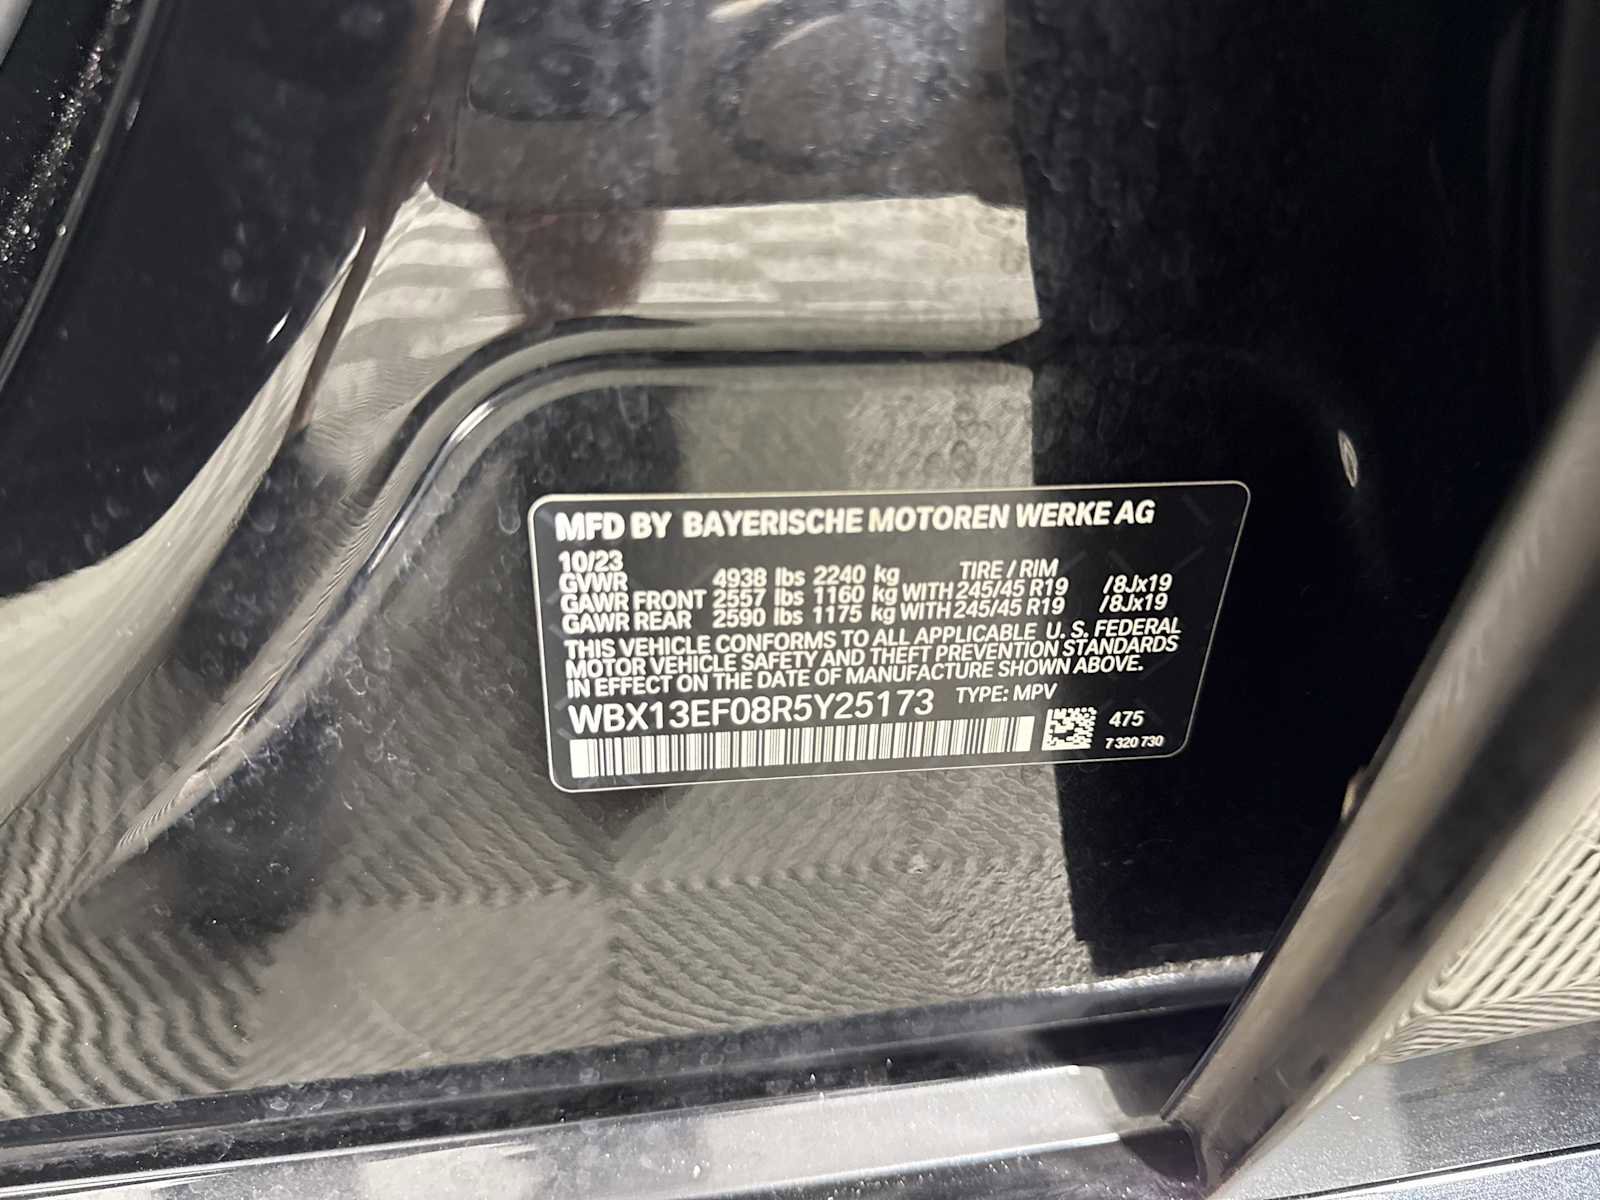 MFD BY BAYERISCHE MOTOREN WERKE AG
10/23
TIRE / RIM
GVWR 4938 lbs 2240 kg
GAWR FRONT 2557 lbs 1160 kg WITH 245/45 R19 /8Jx19
GAWR REAR 2590 lbs 1175 kg WITH 245/45 R19 /8Jx19
THIS VEHICLE CONFORMS TO ALL APPLICABLE U. S. FEDERAL
MOTOR VEHICLE SAFETY AND THEFT PREVENTION STANDARDS
IN EFFECT ON THE DATE OF MANUFACTURE SHOWN ABOVE.
WBX13EF08R5Y25173 TYPE: MPV
475
7 320 730